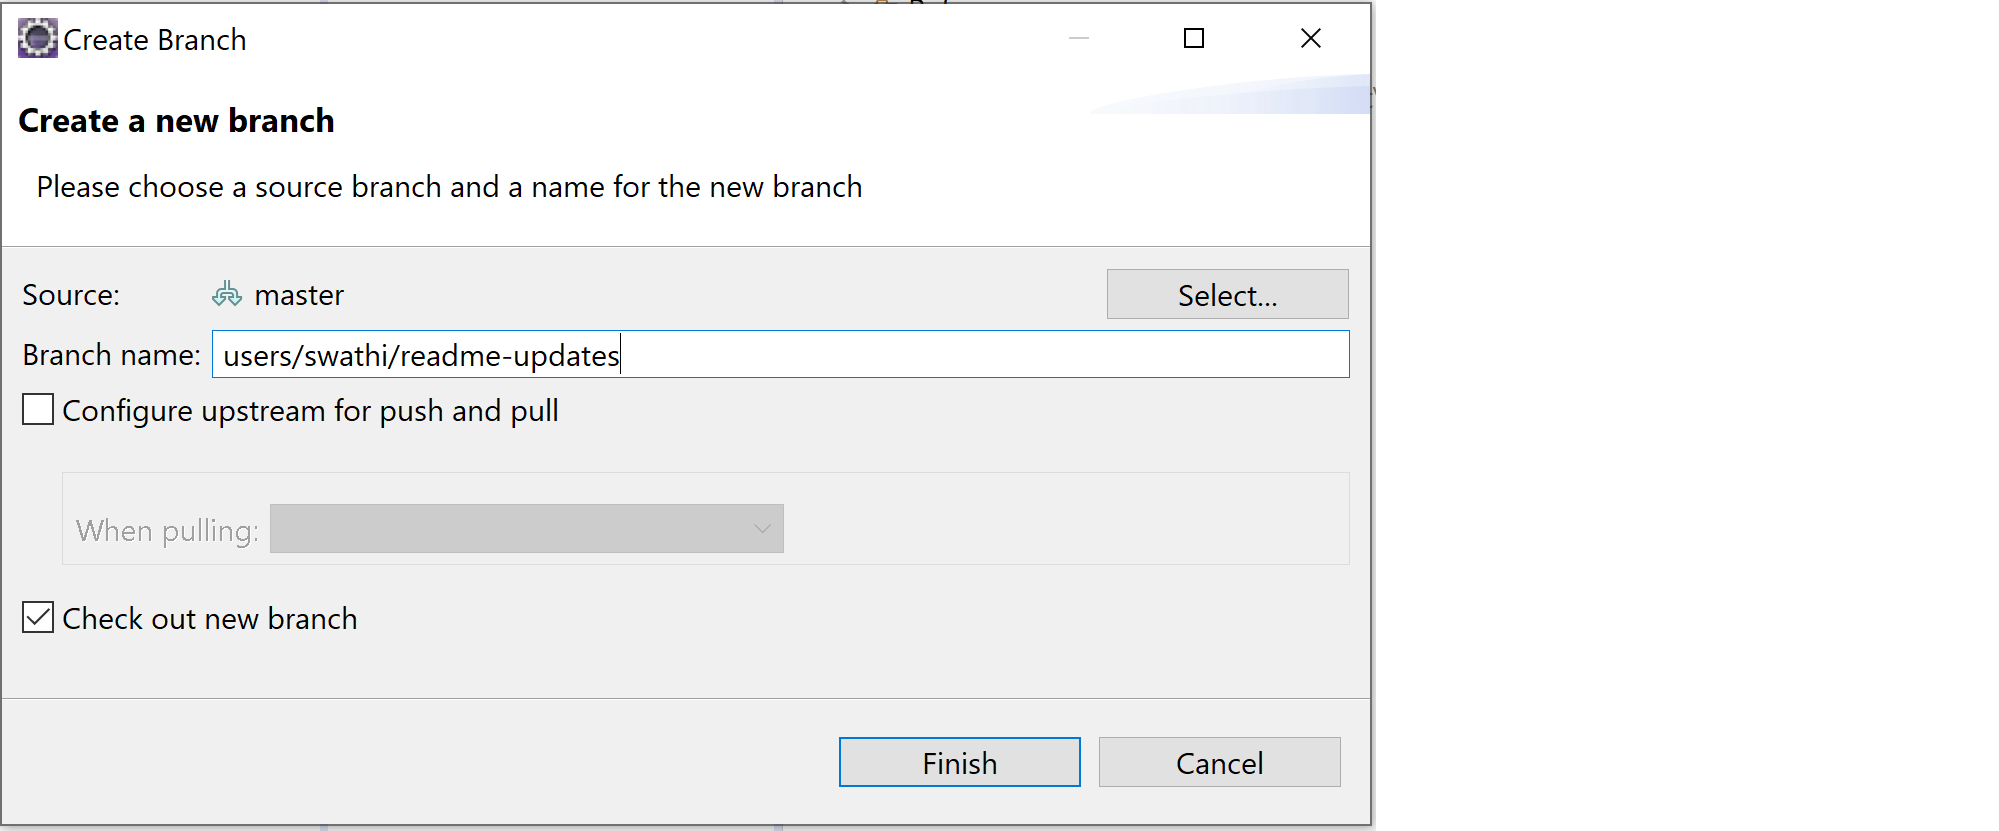 Create Branch
Create a new branch
Please choose a source branch and a name for the new branch
Source: master Select...
Branch name: users/swathi/readme-updates
Configure upstream for push and pull
When pulling:
Check out new branch
Finish Cancel